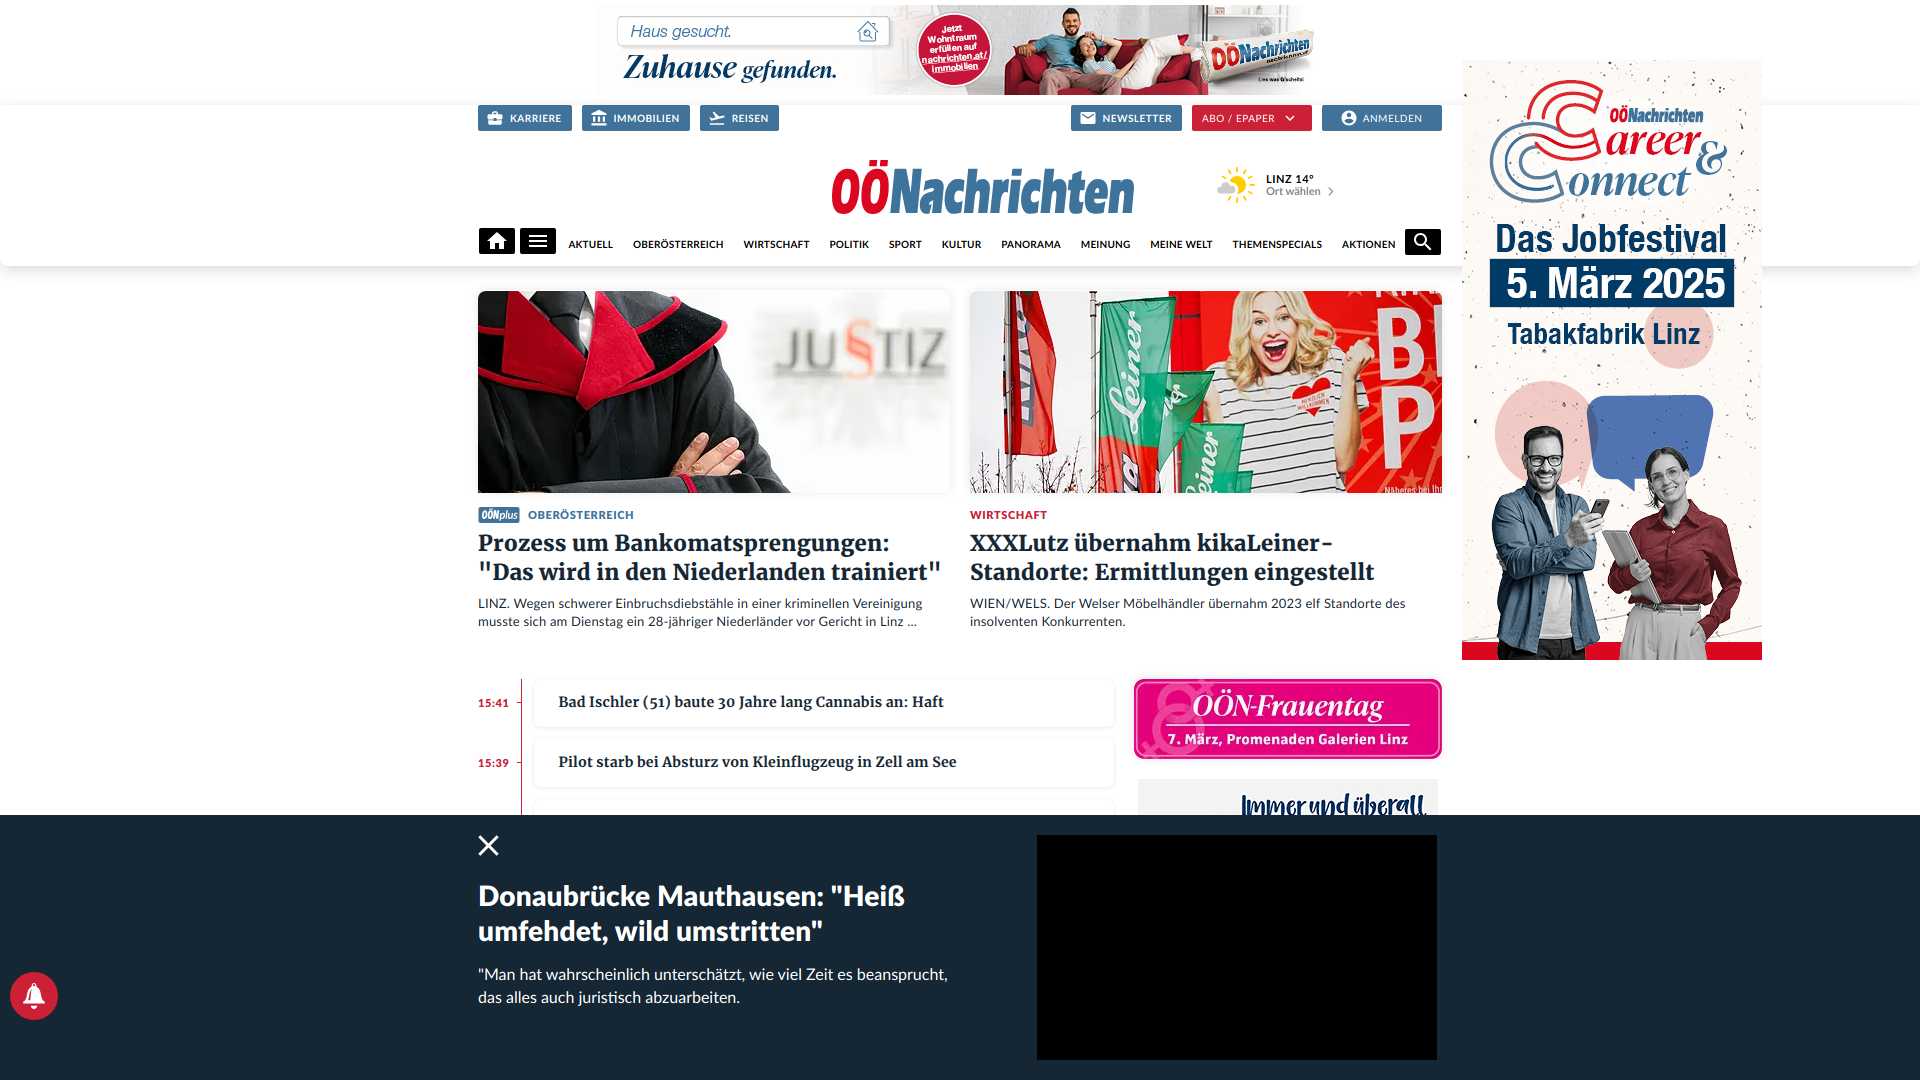 Haus gesucht.
Zuhause gefunden.
Jetzt
Wohntraum
erfüllen auf
nachrichten.at/
immobilien
OÖNachrichten
KARRIERE
IMMOBILIEN
REISEN
NEWSLETTER
ABO / EPAPER
ANMELDEN
OÖNachrichten
LINZ 14°
Ort wählen
AKTUELL
OBERÖSTERREICH
WIRTSCHAFT
POLITIK
SPORT
KULTUR
PANORAMA
MEINUNG
MEINE WELT
THEMENSPECIALS
AKTIONEN
OÖNachrichten
Career &
Connect
Das Jobfestival
5. März 2025
Tabakfabrik Linz
JU§TIZ
Leiner
Leiner
OÖNplus OBERÖSTERREICH
Prozess um Bankomatsprengungen:
"Das wird in den Niederlanden trainiert"
LINZ. Wegen schwerer Einbruchsdiebstähle in einer kriminellen Vereinigung
musste sich am Dienstag ein 28-jähriger Niederländer vor Gericht in Linz ...
WIRTSCHAFT
XXXLutz übernahm kikaLeiner-
Standorte: Ermittlungen eingestellt
WIEN/WELS. Der Welser Möbelhändler übernahm 2023 elf Standorte des
insolventen Konkurrenten.
15:41 Bad Ischler (51) baute 30 Jahre lang Cannabis an: Haft
15:39 Pilot starb bei Absturz von Kleinflugzeug in Zell am See
OÖN-Frauentag
7. März, Promenaden Galerien Linz
Immer und überall
Donaubrücke Mauthausen: "Heiß
umfehdet, wild umstritten"
"Man hat wahrscheinlich unterschätzt, wie viel Zeit es beansprucht,
das alles auch juristisch abzuarbeiten.